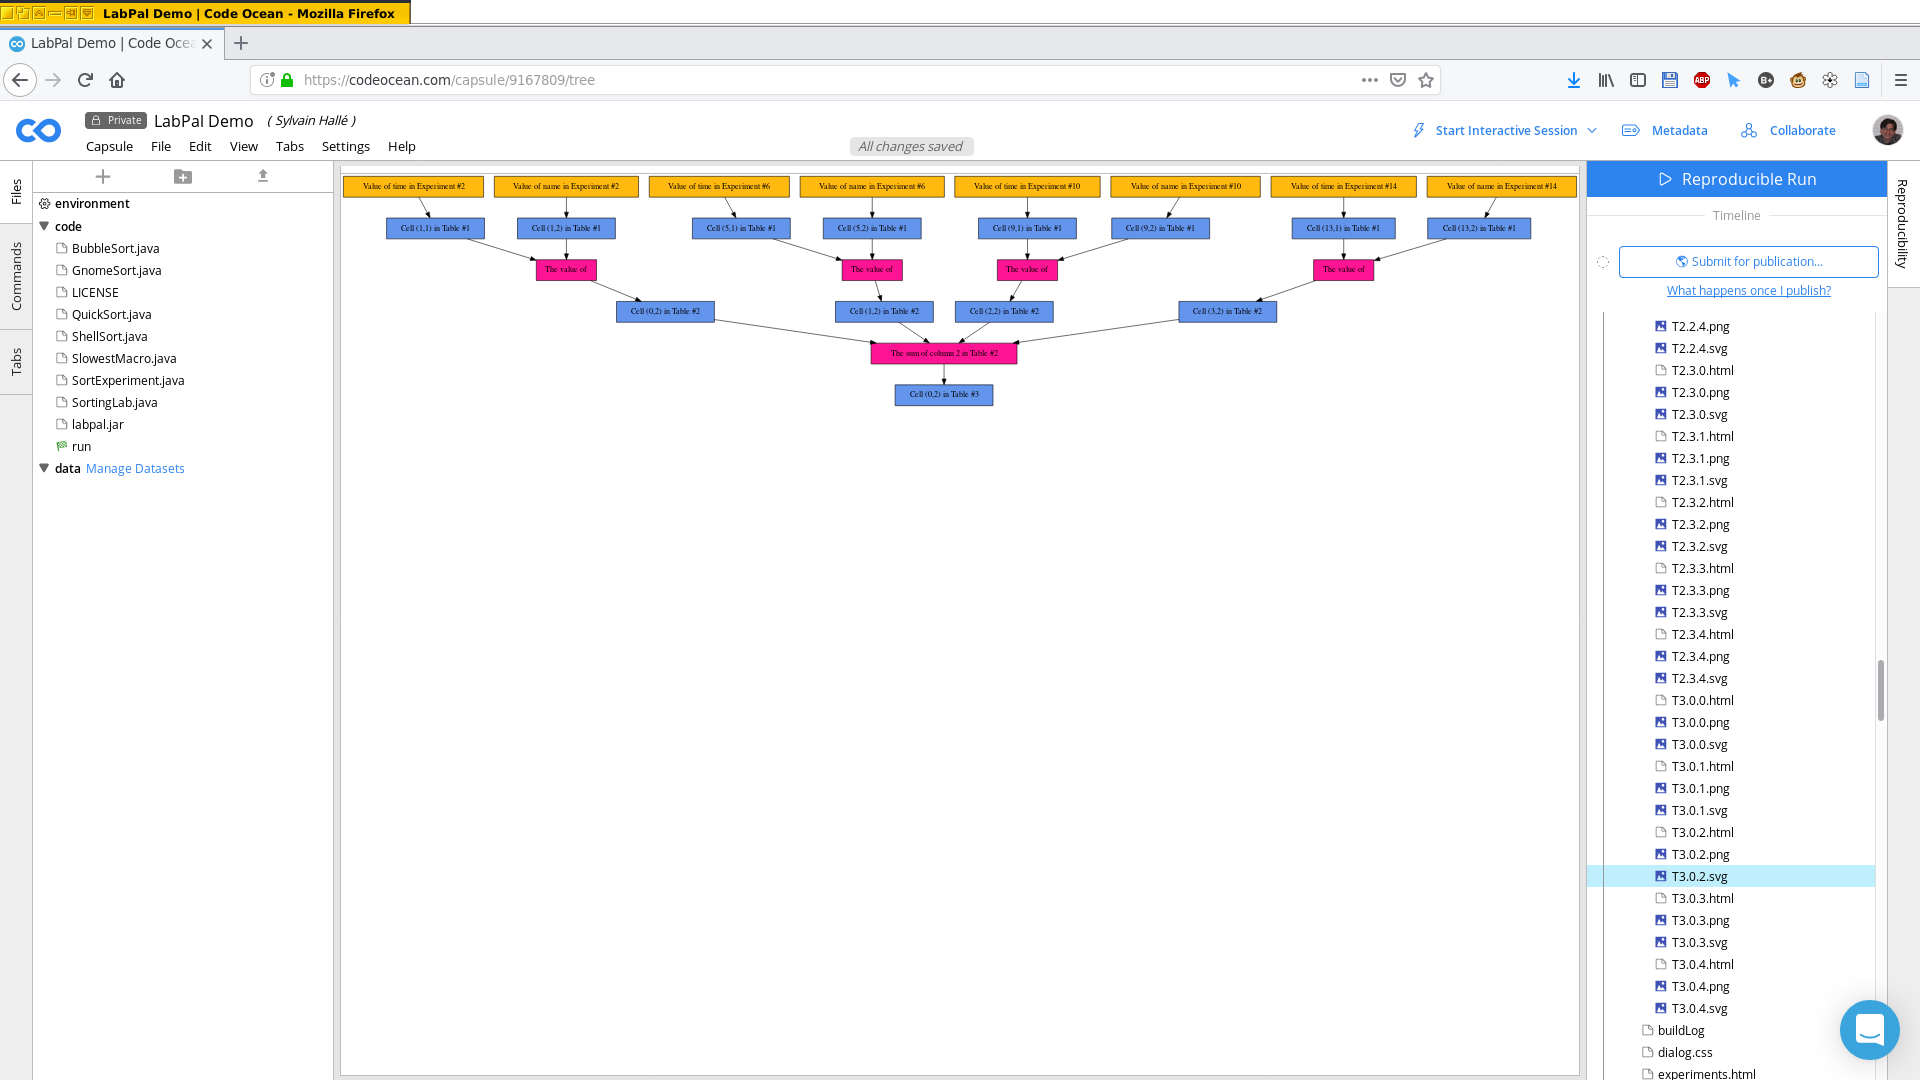 LabPal Demo | Code Ocean - Mozilla Firefox
LabPal Demo | Code Ocea
https://codeocean.com/capsule/9167809/tree
ABP
Private
LabPal Demo
( Sylvain Hallé )
Capsule File Edit View Tabs Settings Help
All changes saved
Start Interactive Session
Metadata
Collaborate
Files
Commands
Tabs
environment
code
BubbleSort.java
GnomeSort.java
LICENSE
QuickSort.java
ShellSort.java
SlowestMacro.java
SortExperiment.java
SortingLab.java
labpal.jar
run
data Manage Datasets
Value of time in Experiment #2
Value of name in Experiment #2
Value of time in Experiment #6
Value of name in Experiment #6
Value of time in Experiment #10
Value of name in Experiment #10
Value of time in Experiment #14
Value of name in Experiment #14
Cell (1,1) in Table #1
Cell (1,2) in Table #1
Cell (5,1) in Table #1
Cell (5,2) in Table #1
Cell (9,1) in Table #1
Cell (9,2) in Table #1
Cell (13,1) in Table #1
Cell (13,2) in Table #1
The value of
The value of
The value of
The value of
Cell (0,2) in Table #2
Cell (1,2) in Table #2
Cell (2,2) in Table #2
Cell (3,2) in Table #2
The sum of column 2 in Table #2
Cell (0,2) in Table #3
Reproducible Run
Reproducibility
Timeline
Submit for publication...
What happens once I publish?
T2.2.4.png
T2.2.4.svg
T2.3.0.html
T2.3.0.png
T2.3.0.svg
T2.3.1.html
T2.3.1.png
T2.3.1.svg
T2.3.2.html
T2.3.2.png
T2.3.2.svg
T2.3.3.html
T2.3.3.png
T2.3.3.svg
T2.3.4.html
T2.3.4.png
T2.3.4.svg
T3.0.0.html
T3.0.0.png
T3.0.0.svg
T3.0.1.html
T3.0.1.png
T3.0.1.svg
T3.0.2.html
T3.0.2.png
T3.0.2.svg
T3.0.3.html
T3.0.3.png
T3.0.3.svg
T3.0.4.html
T3.0.4.png
T3.0.4.svg
buildLog
dialog.css
experiments.html